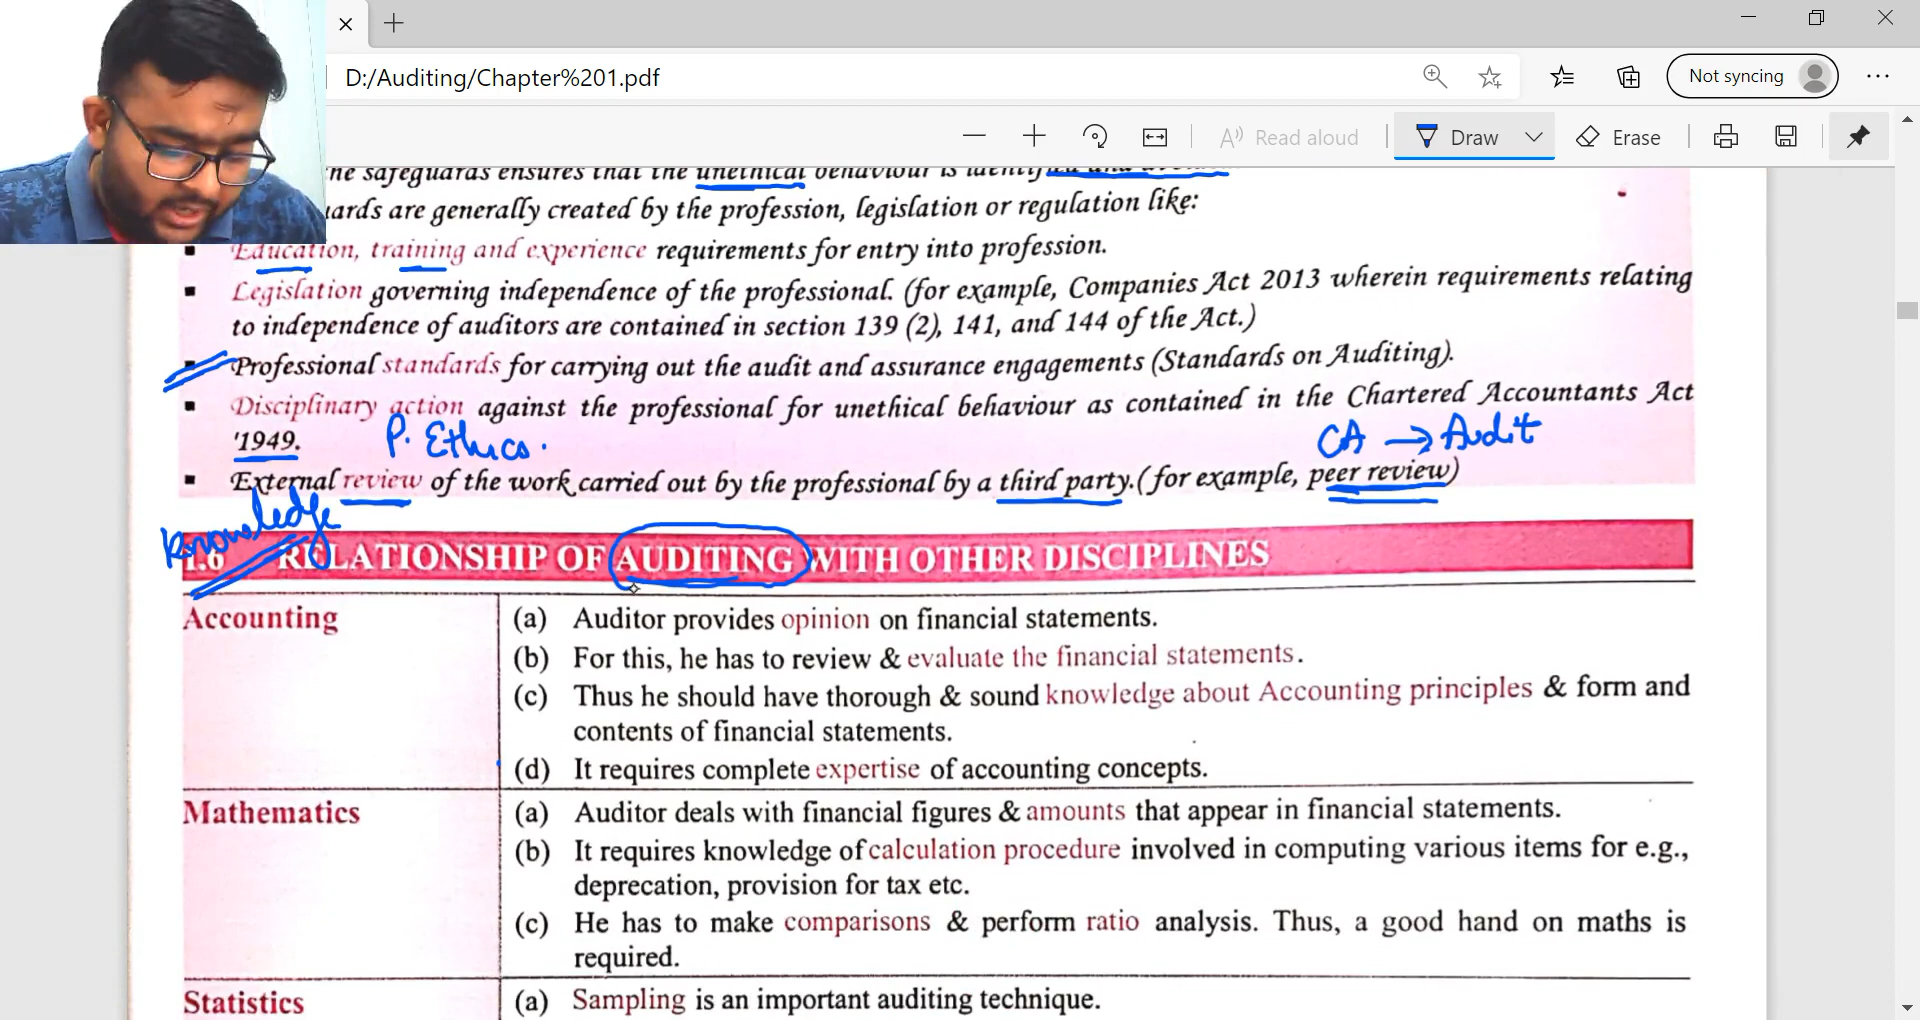 D:/Auditing/Chapter%201.pdf
Not syncing
Read aloud
Draw
Erase
he safeguards ensures that the unethical behaviour is
ards are generally created by the profession, legislation or regulation like:
▪ Education, training and experience requirements for entry into profession.
▪ Legislation governing independence of the professional. (for example, Companies Act 2013 wherein requirements relating
to independence of auditors are contained in section 139 (2), 141, and 144 of the Act.)
▪ Professional standards for carrying out the audit and assurance engagements (Standards on Auditing).
▪ Disciplinary action against the professional for unethical behaviour as contained in the Chartered Accountants Act
'1949. P. Ethics. CA → Audit
▪ External review of the work carried out by the professional by a third party. (for example, peer review)
knowledge
1.6 RELATIONSHIP OF AUDITING WITH OTHER DISCIPLINES
Accounting (a) Auditor provides opinion on financial statements.
(b) For this, he has to review & evaluate the financial statements.
(c) Thus he should have thorough & sound knowledge about Accounting principles & form and
contents of financial statements.
(d) It requires complete expertise of accounting concepts.
Mathematics (a) Auditor deals with financial figures & amounts that appear in financial statements.
(b) It requires knowledge of calculation procedure involved in computing various items for e.g.,
deprecation, provision for tax etc.
(c) He has to make comparisons & perform ratio analysis. Thus, a good hand on maths is
required.
Statistics (a) Sampling is an important auditing technique.